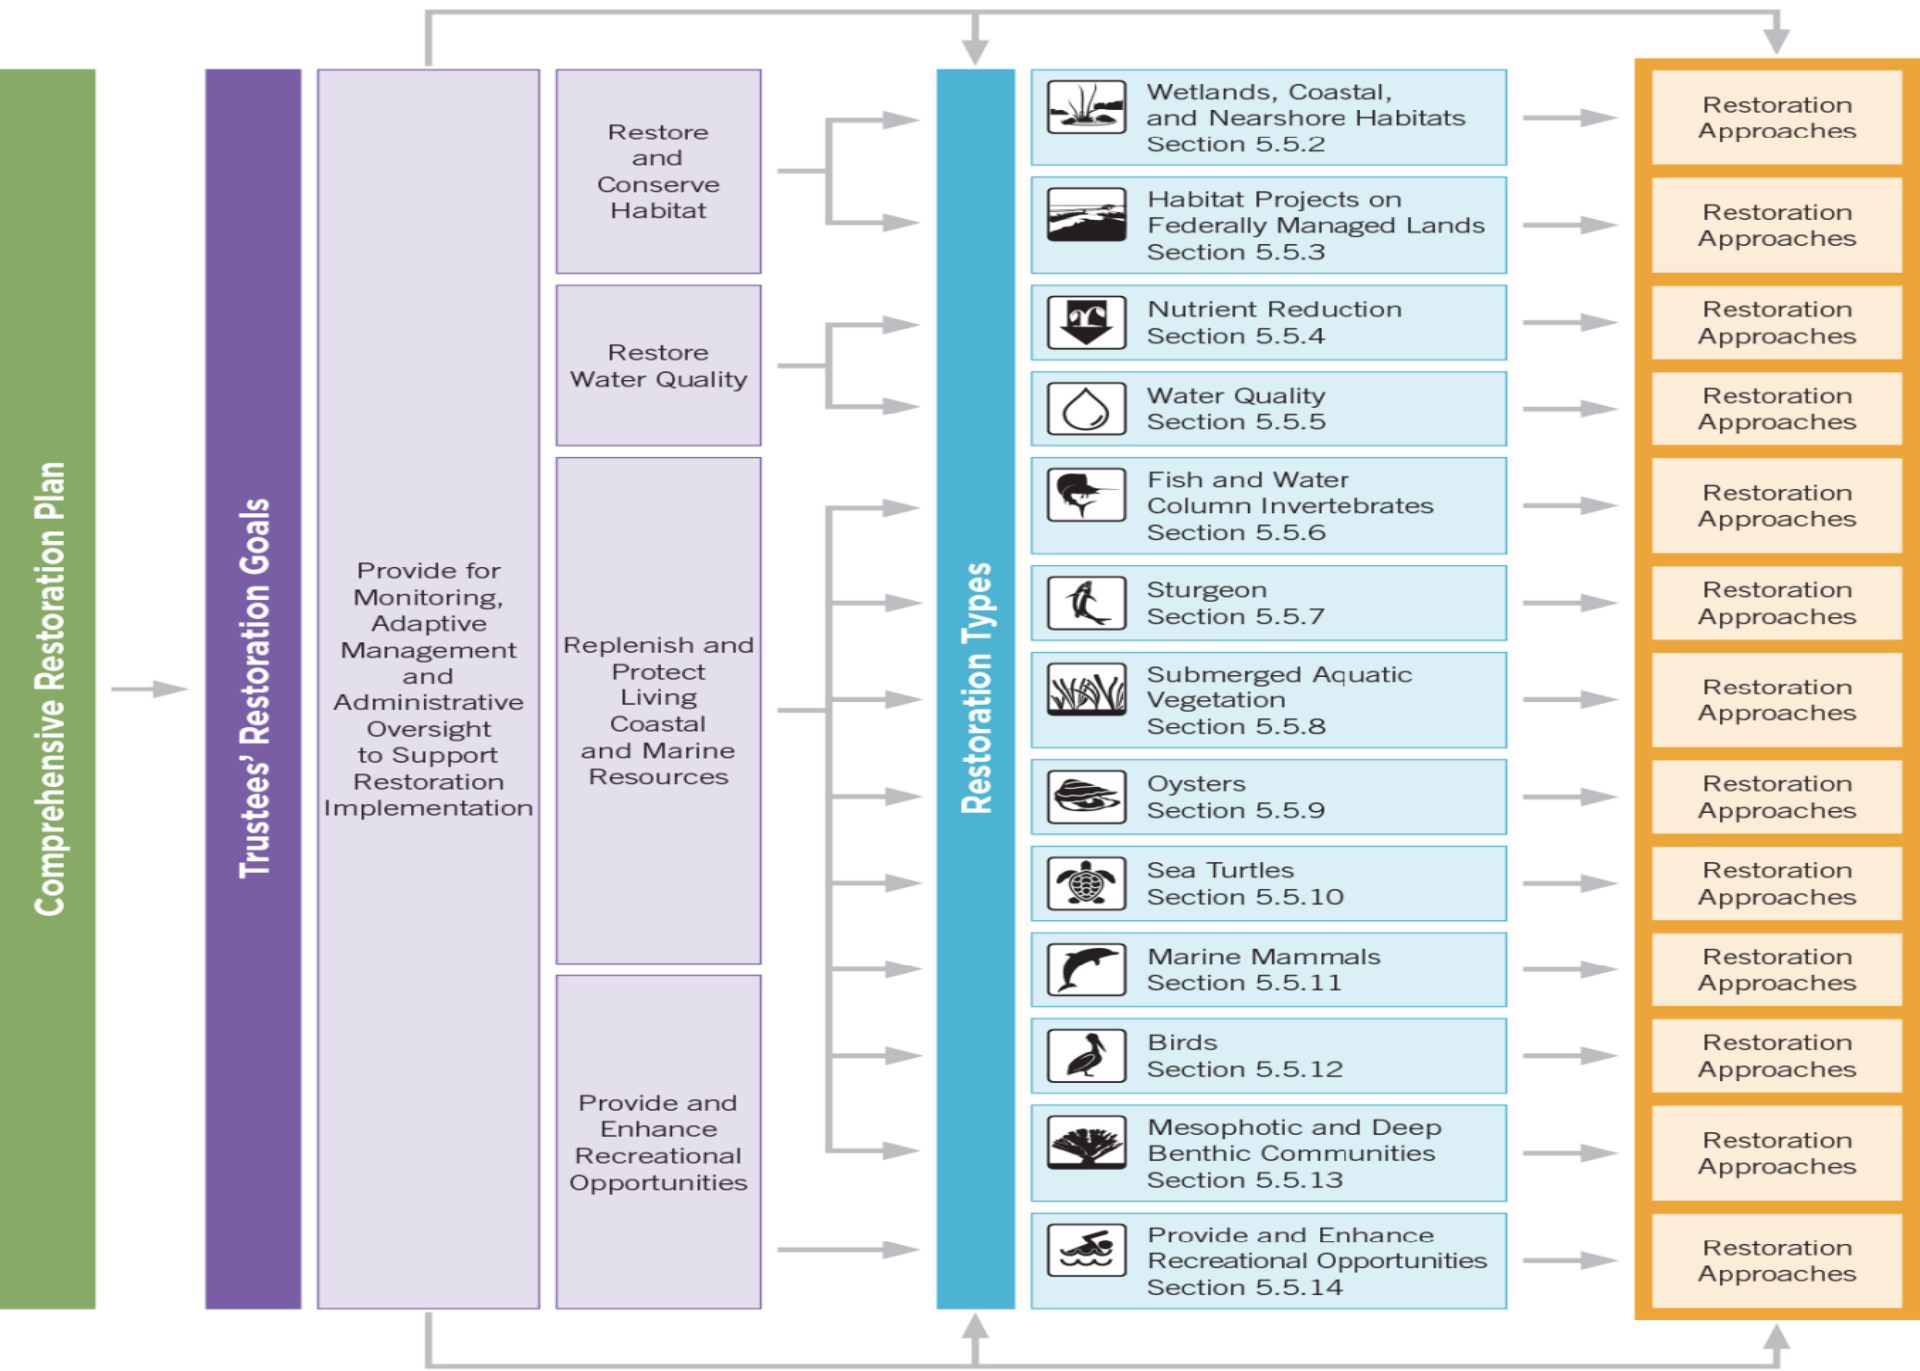 Comprehensive Restoration Plan
Trustees' Restoration Goals
Provide for
Monitoring,
Adaptive
Management
and
Administrative
Oversight
to Support
Restoration
Implementation
Restore
and
Conserve
Habitat
Restore
Water Quality
Replenish and
Protect
Living
Coastal
and Marine
Resources
Provide and
Enhance
Recreational
Opportunities
Restoration Types
Wetlands, Coastal,
and Nearshore Habitats
Section 5.5.2
Restoration
Approaches
Habitat Projects on
Federally Managed Lands
Section 5.5.3
Restoration
Approaches
Nutrient Reduction
Section 5.5.4
Restoration
Approaches
Water Quality
Section 5.5.5
Restoration
Approaches
Fish and Water
Column Invertebrates
Section 5.5.6
Restoration
Approaches
Sturgeon
Section 5.5.7
Restoration
Approaches
Submerged Aquatic
Vegetation
Section 5.5.8
Restoration
Approaches
Oysters
Section 5.5.9
Restoration
Approaches
Sea Turtles
Section 5.5.10
Restoration
Approaches
Marine Mammals
Section 5.5.11
Restoration
Approaches
Birds
Section 5.5.12
Restoration
Approaches
Mesophotic and Deep
Benthic Communities
Section 5.5.13
Restoration
Approaches
Provide and Enhance
Recreational Opportunities
Section 5.5.14
Restoration
Approaches